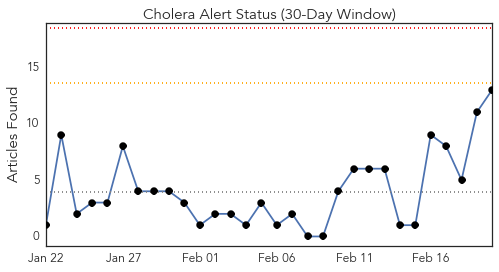 Cholera Alert Status (30-Day Window)
Articles Found
15
10
5
0
Jan 22 Jan 27 Feb 01 Feb 06 Feb 11 Feb 16